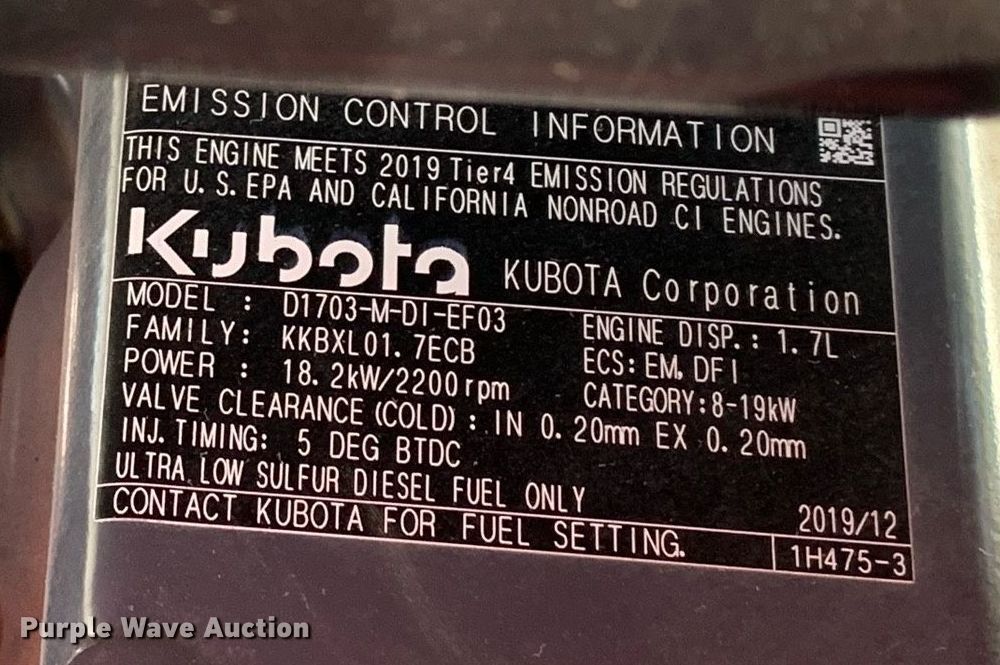 EMISSION CONTROL INFORMATION
THIS ENGINE MEETS 2019 Tier4 EMISSION REGULATIONS
FOR U.S.EPA AND CALIFORNIA NONROAD CI ENGINES.
Kubota KUBOTA Corporation
MODEL : D1703-M-DI-EF03 ENGINE DISP.: 1.7L
FAMILY: KKBXL01.7ECB ECS: EM, DFI
POWER : 18.2kW/2200rpm CATEGORY:8-19kW
VALVE CLEARANCE (COLD) : IN 0.20mm EX 0.20mm
INJ.TIMING: 5 DEG BTDC
ULTRA LOW SULFUR DIESEL FUEL ONLY 2019/12
CONTACT KUBOTA FOR FUEL SETTING. 1H475-3
Purple Wave Auction